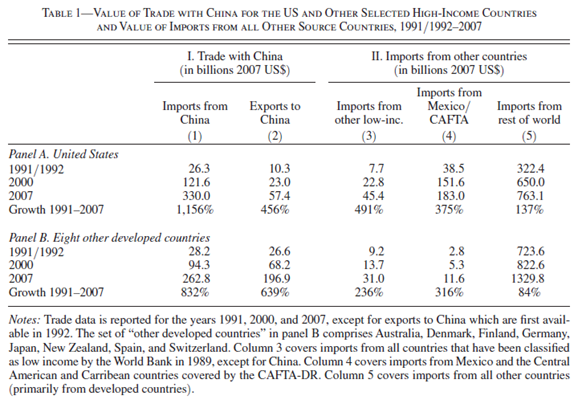 TABLE 1—VALUE OF TRADE WITH CHINA FOR THE US AND OTHER SELECTED HIGH-INCOME COUNTRIES
AND VALUE OF IMPORTS FROM ALL OTHER SOURCE COUNTRIES, 1991/1992–2007
I. Trade with China II. Imports from other countries
(in billions 2007 US$) (in billions 2007 US$)
Imports from
Imports from Exports to Imports from Mexico/ Imports from
China China other low-inc. CAFTA rest of world
(1) (2) (3) (4) (5)
Panel A. United States
1991/1992 26.3 10.3 7.7 38.5 322.4
2000 121.6 23.0 22.8 151.6 650.0
2007 330.0 57.4 45.4 183.0 763.1
Growth 1991–2007 1,156% 456% 491% 375% 137%
Panel B. Eight other developed countries
1991/1992 28.2 26.6 9.2 2.8 723.6
2000 94.3 68.2 13.7 5.3 822.6
2007 262.8 196.9 31.0 11.6 1329.8
Growth 1991–2007 832% 639% 236% 316% 84%
Notes: Trade data is reported for the years 1991, 2000, and 2007, except for exports to China which are first avail-
able in 1992. The set of “other developed countries” in panel B comprises Australia, Denmark, Finland, Germany,
Japan, New Zealand, Spain, and Switzerland. Column 3 covers imports from all countries that have been classified
as low income by the World Bank in 1989, except for China. Column 4 covers imports from Mexico and the Central
American and Carribean countries covered by the CAFTA-DR. Column 5 covers imports from all other countries
(primarily from developed countries).